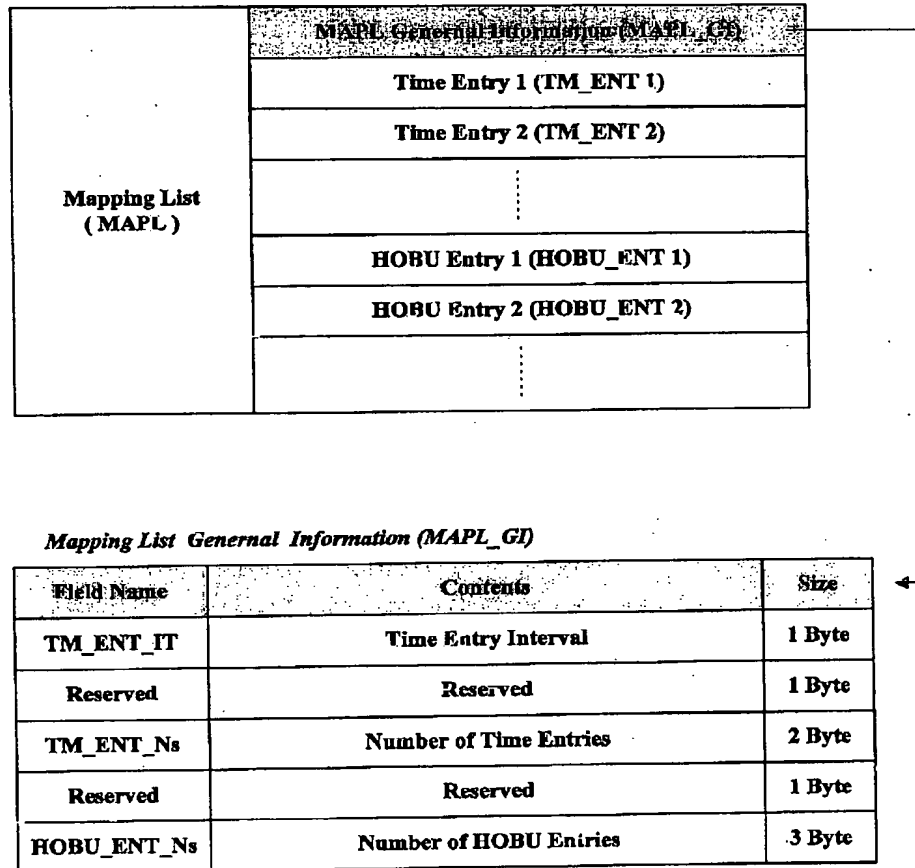 MAPL Genernal Information (MAPL_GI)
Time Entry 1 (TM_ENT 1)
Time Entry 2 (TM_ENT 2)
Mapping List
( MAPL )
HOBU Entry 1 (HOBU_ENT 1)
HOBU Entry 2 (HOBU_ENT 2)
Mapping List Genernal Information (MAPL_GI)
Field Name Contents Size
TM_ENT_IT Time Entry Interval 1 Byte
Reserved Reserved 1 Byte
TM_ENT_Ns Number of Time Entries 2 Byte
Reserved Reserved 1 Byte
HOBU_ENT_Ns Number of HOBU Entries 3 Byte